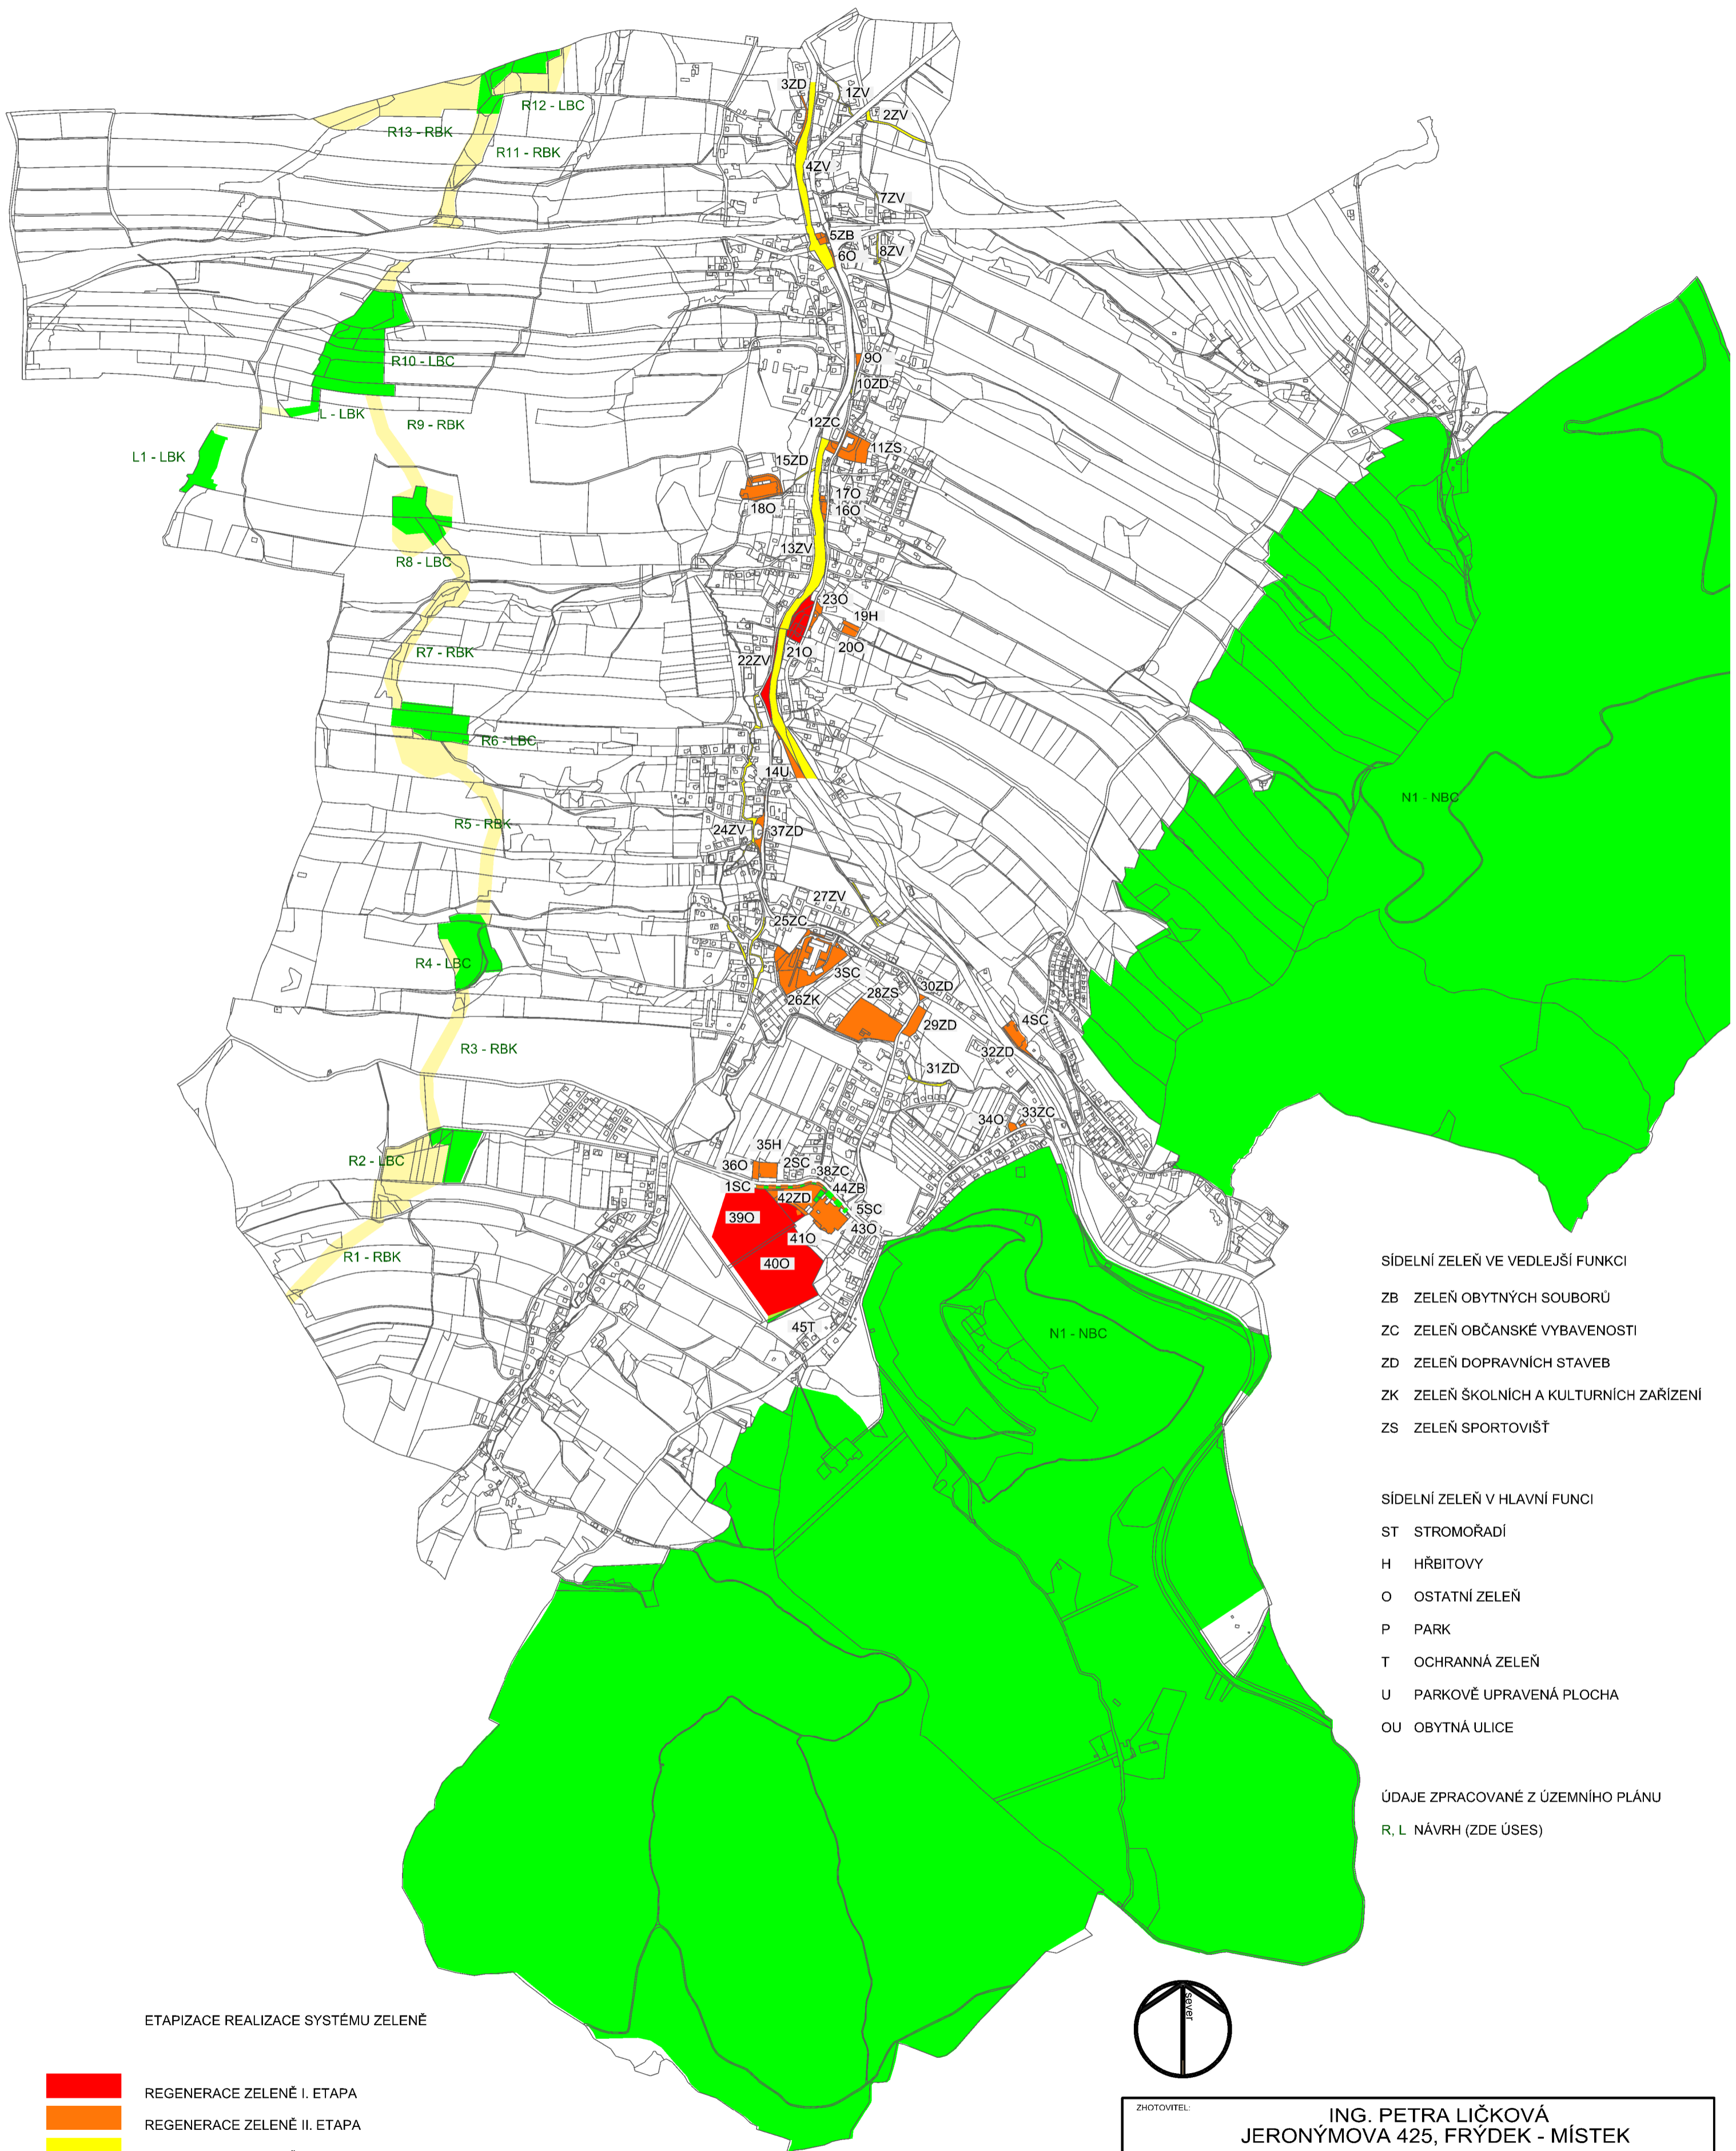 3ZD
1ZV
2ZV
R12 - LBC
R13 - RBK
R11 - RBK
4ZV
7ZV
5ZB
8ZV
6O
R10 - LBC
9O
10ZD
L - LBK
R9 - RBK
12ZC
11ZS
L1 - LBK
15ZD
17O
18O
16O
13ZV
R8 - LBC
23O
19H
R7 - RBK
22ZV
21O
20O
R6 - LBC
14U
N1 - NBC
R5 - RBK
24ZV
37ZD
27ZV
25ZC
R4 - LBC
3SC
26ZK
28ZS
30ZD
29ZD
4SC
R3 - RBK
32ZD
31ZD
34O
33ZC
35H
R2 - LBC
36O
2SC
38ZC
1SC
42ZD
44ZB
39O
5SC
43O
41O
R1 - RBK
40O
45T
N1 - NBC
SÍDELNÍ ZELEŇ VE VEDLEJŠÍ FUNKCI
ZB ZELEŇ OBYTNÝCH SOUBORŮ
ZC ZELEŇ OBČANSKÉ VYBAVENOSTI
ZD ZELEŇ DOPRAVNÍCH STAVEB
ZK ZELEŇ ŠKOLNÍCH A KULTURNÍCH ZAŘÍZENÍ
ZS ZELEŇ SPORTOVIŠŤ
SÍDELNÍ ZELEŇ V HLAVNÍ FUNCI
ST STROMOŘADÍ
H HŘBITOVY
O OSTATNÍ ZELEŇ
P PARK
T OCHRANNÁ ZELEŇ
U PARKOVĚ UPRAVENÁ PLOCHA
OU OBYTNÁ ULICE
ÚDAJE ZPRACOVANÉ Z ÚZEMNÍHO PLÁNU
R, L NÁVRH (ZDE ÚSES)
sever
ETAPIZACE REALIZACE SYSTÉMU ZELENĚ
REGENERACE ZELENĚ I. ETAPA
REGENERACE ZELENĚ II. ETAPA
ZHOTOVITEL:
ING. PETRA LIČKOVÁ
JERONÝMOVA 425, FRÝDEK - MÍSTEK